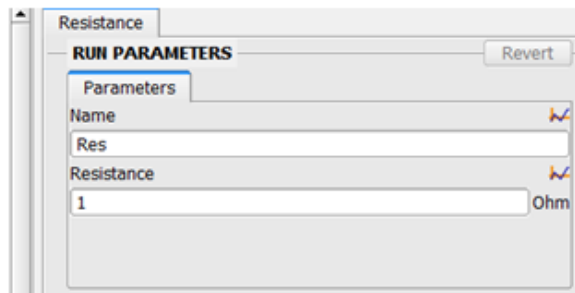 Resistance
RUN PARAMETERS Revert
Parameters
Name
Res
Resistance
1 Ohm